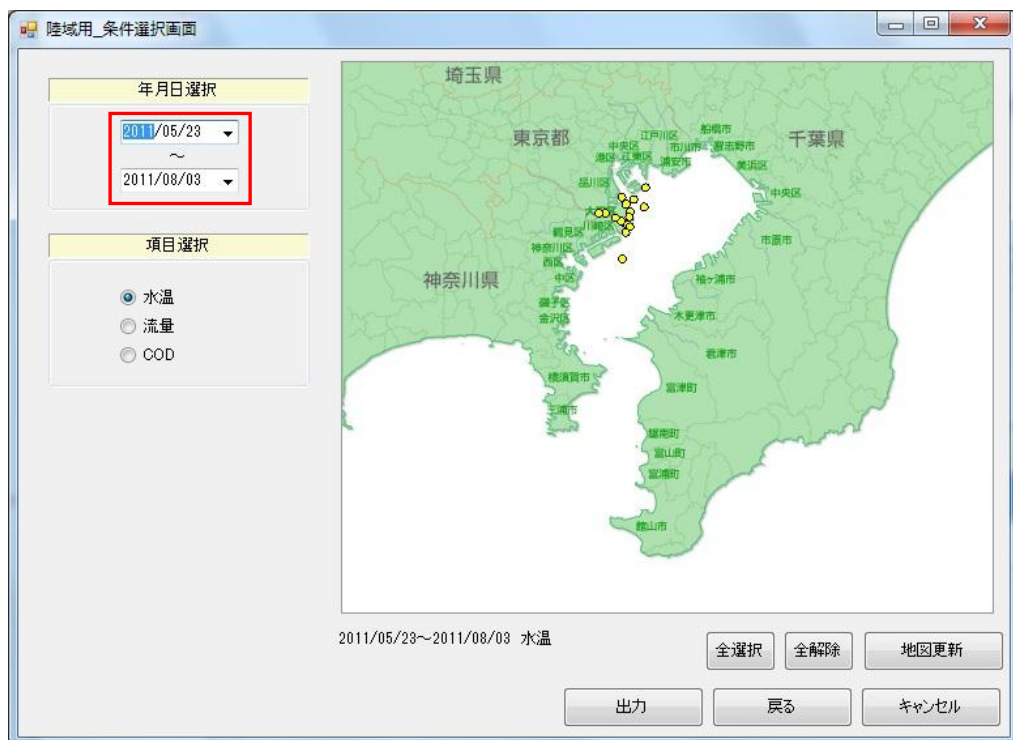 陸域用_条件選択画面
年月日選択
2011/05/23
～
2011/08/03
項目選択
水温
流量
COD
埼玉県
東京都
千葉県
神奈川県
江戸川区
船橋市
中央区
市川市
習志野市
港区
江東区
浦安市
美浜区
品川区
中央区
大田区
川崎区
鶴見区
神奈川区
西区
中区
市原市
袖ヶ浦市
磯子区
金沢区
木更津市
君津市
横須賀市
富津町
三浦市
鋸南町
富山町
富浦町
館山市
2011/05/23～2011/08/03 水温
全選択
全解除
地図更新
出力
戻る
キャンセル